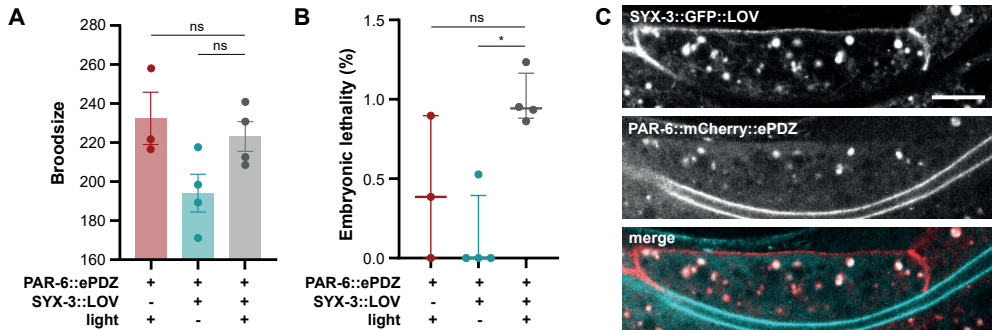 A
Broodsize
280
260
240
220
200
180
160
ns
ns
PAR-6::ePDZ + + +
SYX-3::LOV - + +
light + - +
B
Embryonic lethality (%)
1.5
1.0
0.5
0.0
ns
*
PAR-6::ePDZ + + +
SYX-3::LOV - + +
light + - +
C
SYX-3::GFP::LOV
PAR-6::mCherry::ePDZ
merge